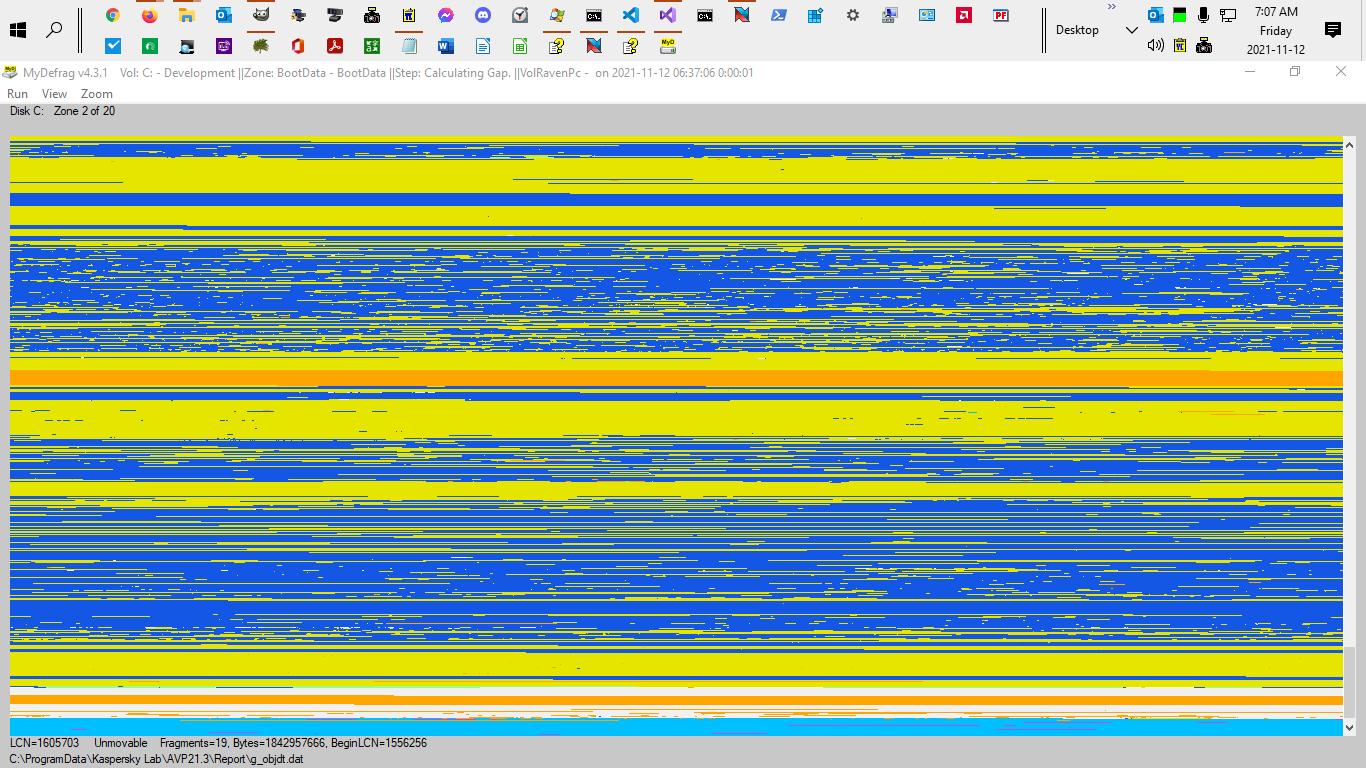 7:07 AM
Desktop
Friday
2021-11-12
MyDefrag v4.3.1 Vol: C: - Development ||Zone: BootData - BootData ||Step: Calculating Gap. ||VolRavenPc - on 2021-11-12 06:37:06 0:00:01
Run View Zoom
Disk C: Zone 2 of 20
LCN=1605703 Unmovable Fragments=19, Bytes=1842957666, BeginLCN=1556256
C:\ProgramData\Kaspersky Lab\AVP21.3\Report\g_objdt.dat